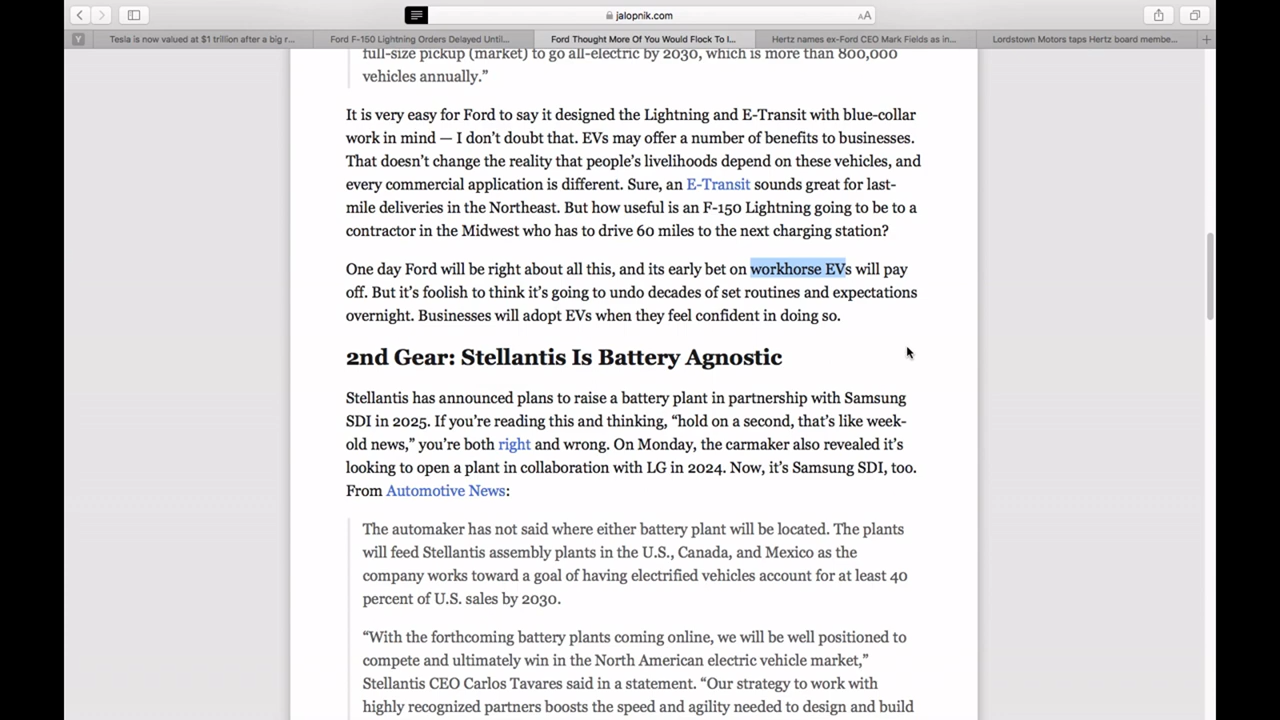 jalopnik.com
AA
Y
Tesla is now valued at $1 trillion after a big r...
Ford F-150 Lightning Orders Delayed Until...
Ford Thought More Of You Would Flock To I...
Hertz names ex-Ford CEO Mark Fields as in...
Lordstown Motors taps Hertz board membe...
full-size pickup (market) to go all-electric by 2030, which is more than 800,000
vehicles annually.”
It is very easy for Ford to say it designed the Lightning and E-Transit with blue-collar
work in mind — I don’t doubt that. EVs may offer a number of benefits to businesses.
That doesn’t change the reality that people’s livelihoods depend on these vehicles, and
every commercial application is different. Sure, an E-Transit sounds great for last-
mile deliveries in the Northeast. But how useful is an F-150 Lightning going to be to a
contractor in the Midwest who has to drive 60 miles to the next charging station?
One day Ford will be right about all this, and its early bet on workhorse EVs will pay
off. But it’s foolish to think it’s going to undo decades of set routines and expectations
overnight. Businesses will adopt EVs when they feel confident in doing so.
2nd Gear: Stellantis Is Battery Agnostic
Stellantis has announced plans to raise a battery plant in partnership with Samsung
SDI in 2025. If you’re reading this and thinking, “hold on a second, that’s like week-
old news,” you’re both right and wrong. On Monday, the carmaker also revealed it’s
looking to open a plant in collaboration with LG in 2024. Now, it’s Samsung SDI, too.
From Automotive News:
The automaker has not said where either battery plant will be located. The plants
will feed Stellantis assembly plants in the U.S., Canada, and Mexico as the
company works toward a goal of having electrified vehicles account for at least 40
percent of U.S. sales by 2030.
“With the forthcoming battery plants coming online, we will be well positioned to
compete and ultimately win in the North American electric vehicle market,”
Stellantis CEO Carlos Tavares said in a statement. “Our strategy to work with
highly recognized partners boosts the speed and agility needed to design and build